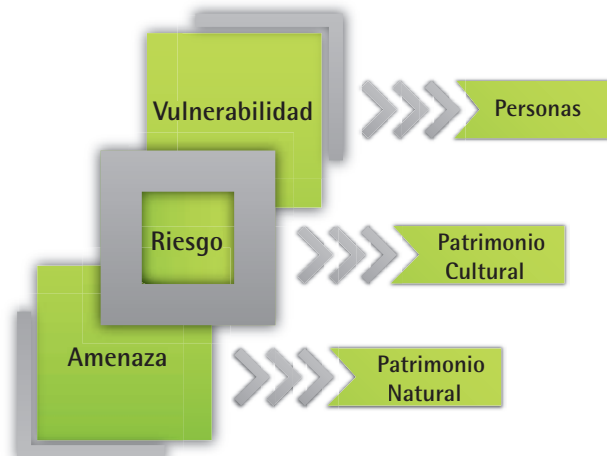 Vulnerabilidad
Personas
Riesgo
Patrimonio
Cultural
Amenaza
Patrimonio
Natural